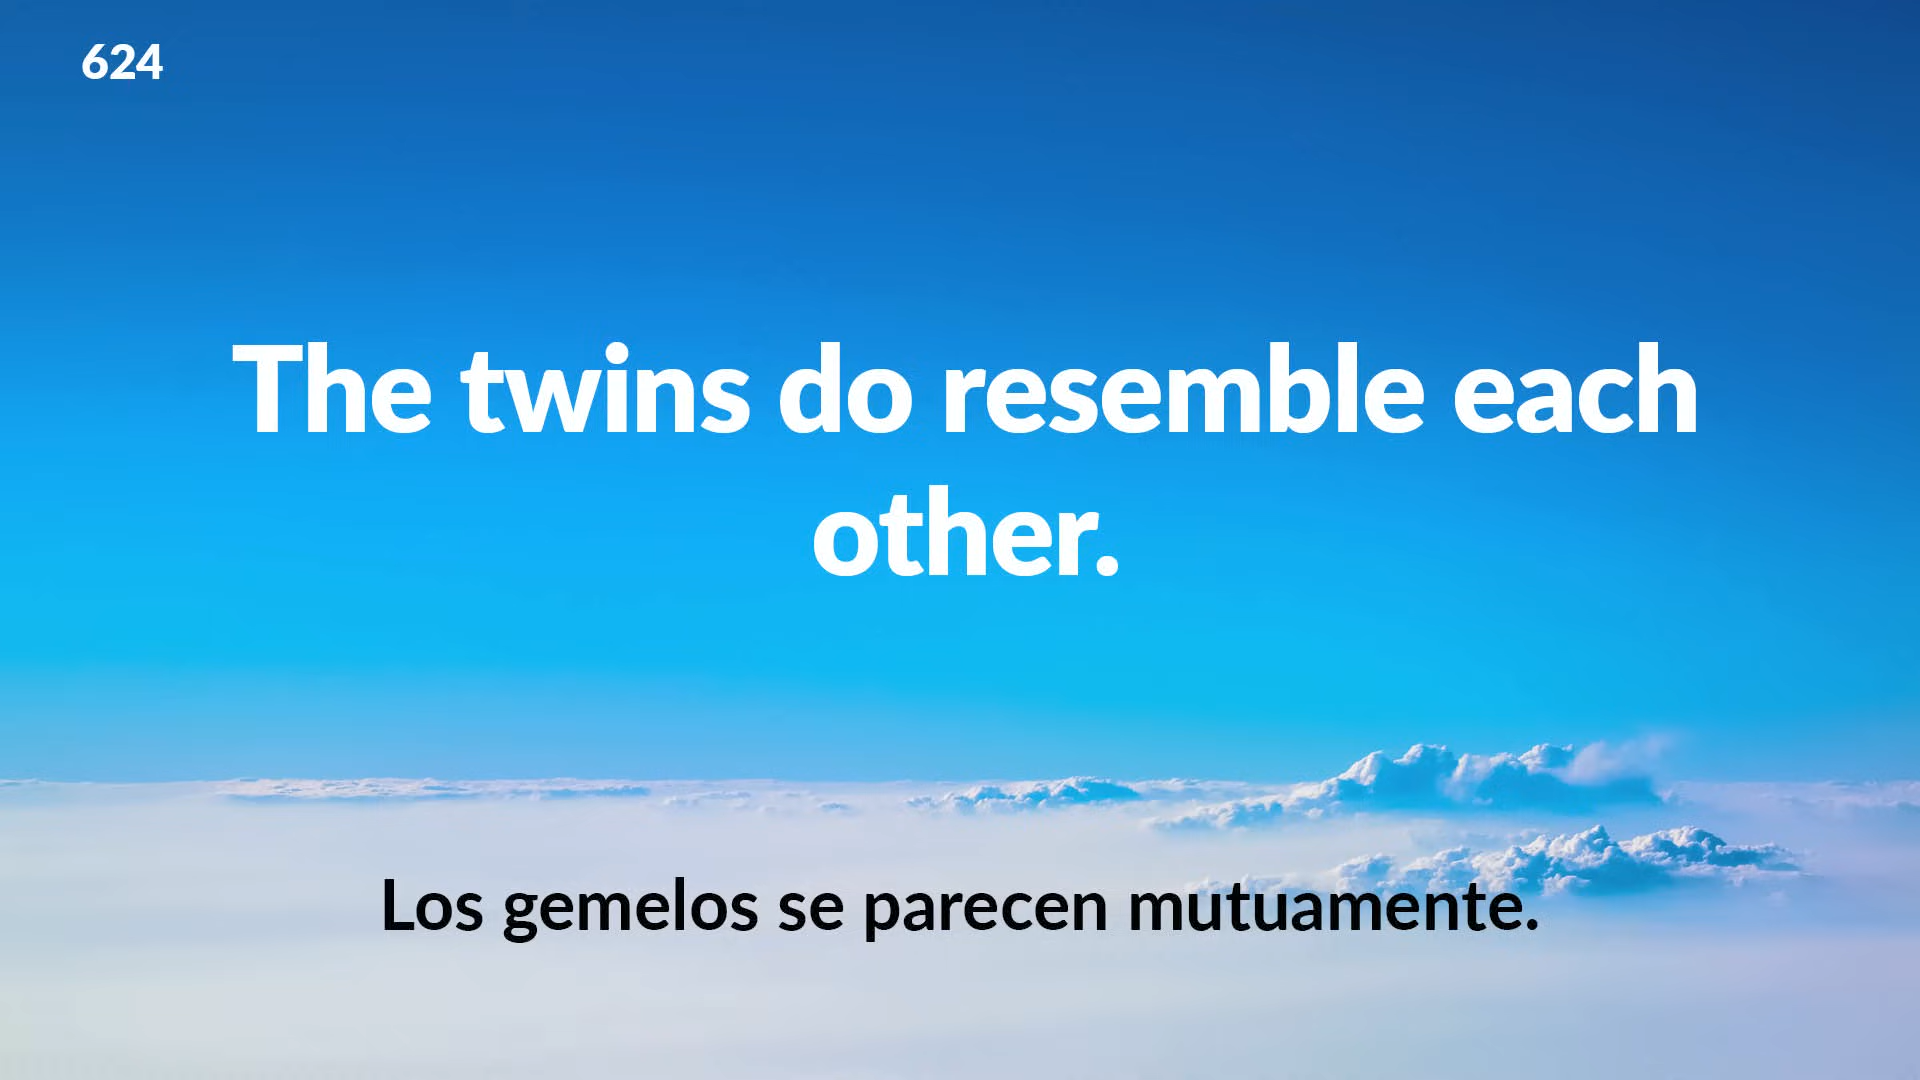 624
The twins do resemble each
other.
Los gemelos se parecen mutuamente.